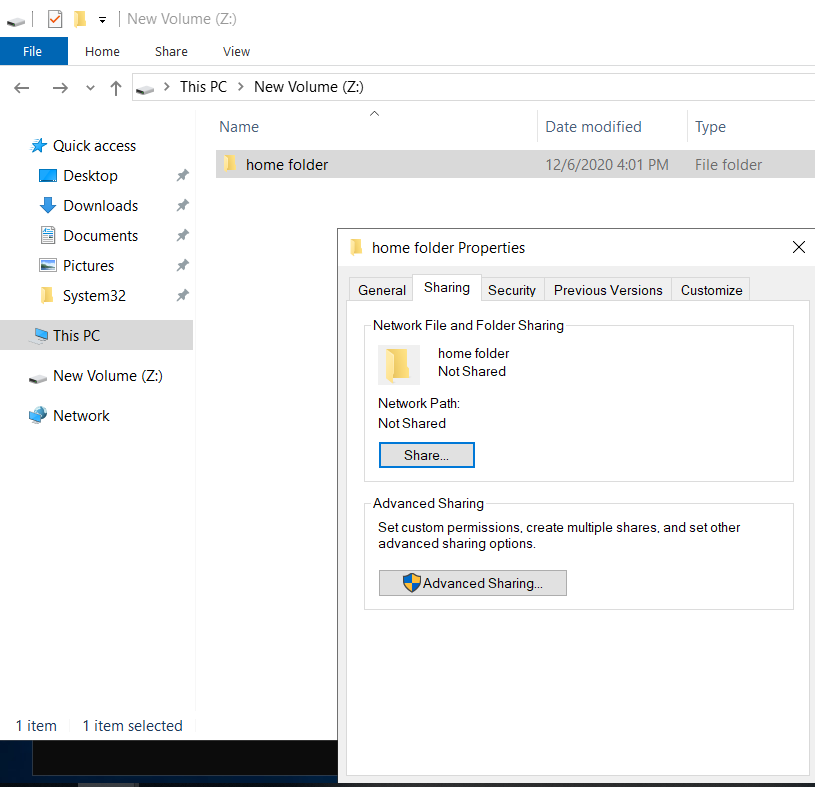 New Volume (Z:)
File Home Share View
This PC New Volume (Z:)
Name Date modified Type
home folder 12/6/2020 4:01 PM File folder
Quick access
Desktop
Downloads
Documents
Pictures
System32
This PC
New Volume (Z:)
Network
home folder Properties
General Sharing Security Previous Versions Customize
Network File and Folder Sharing
home folder
Not Shared
Network Path:
Not Shared
Share...
Advanced Sharing
Set custom permissions, create multiple shares, and set other
advanced sharing options.
Advanced Sharing...
1 item 1 item selected